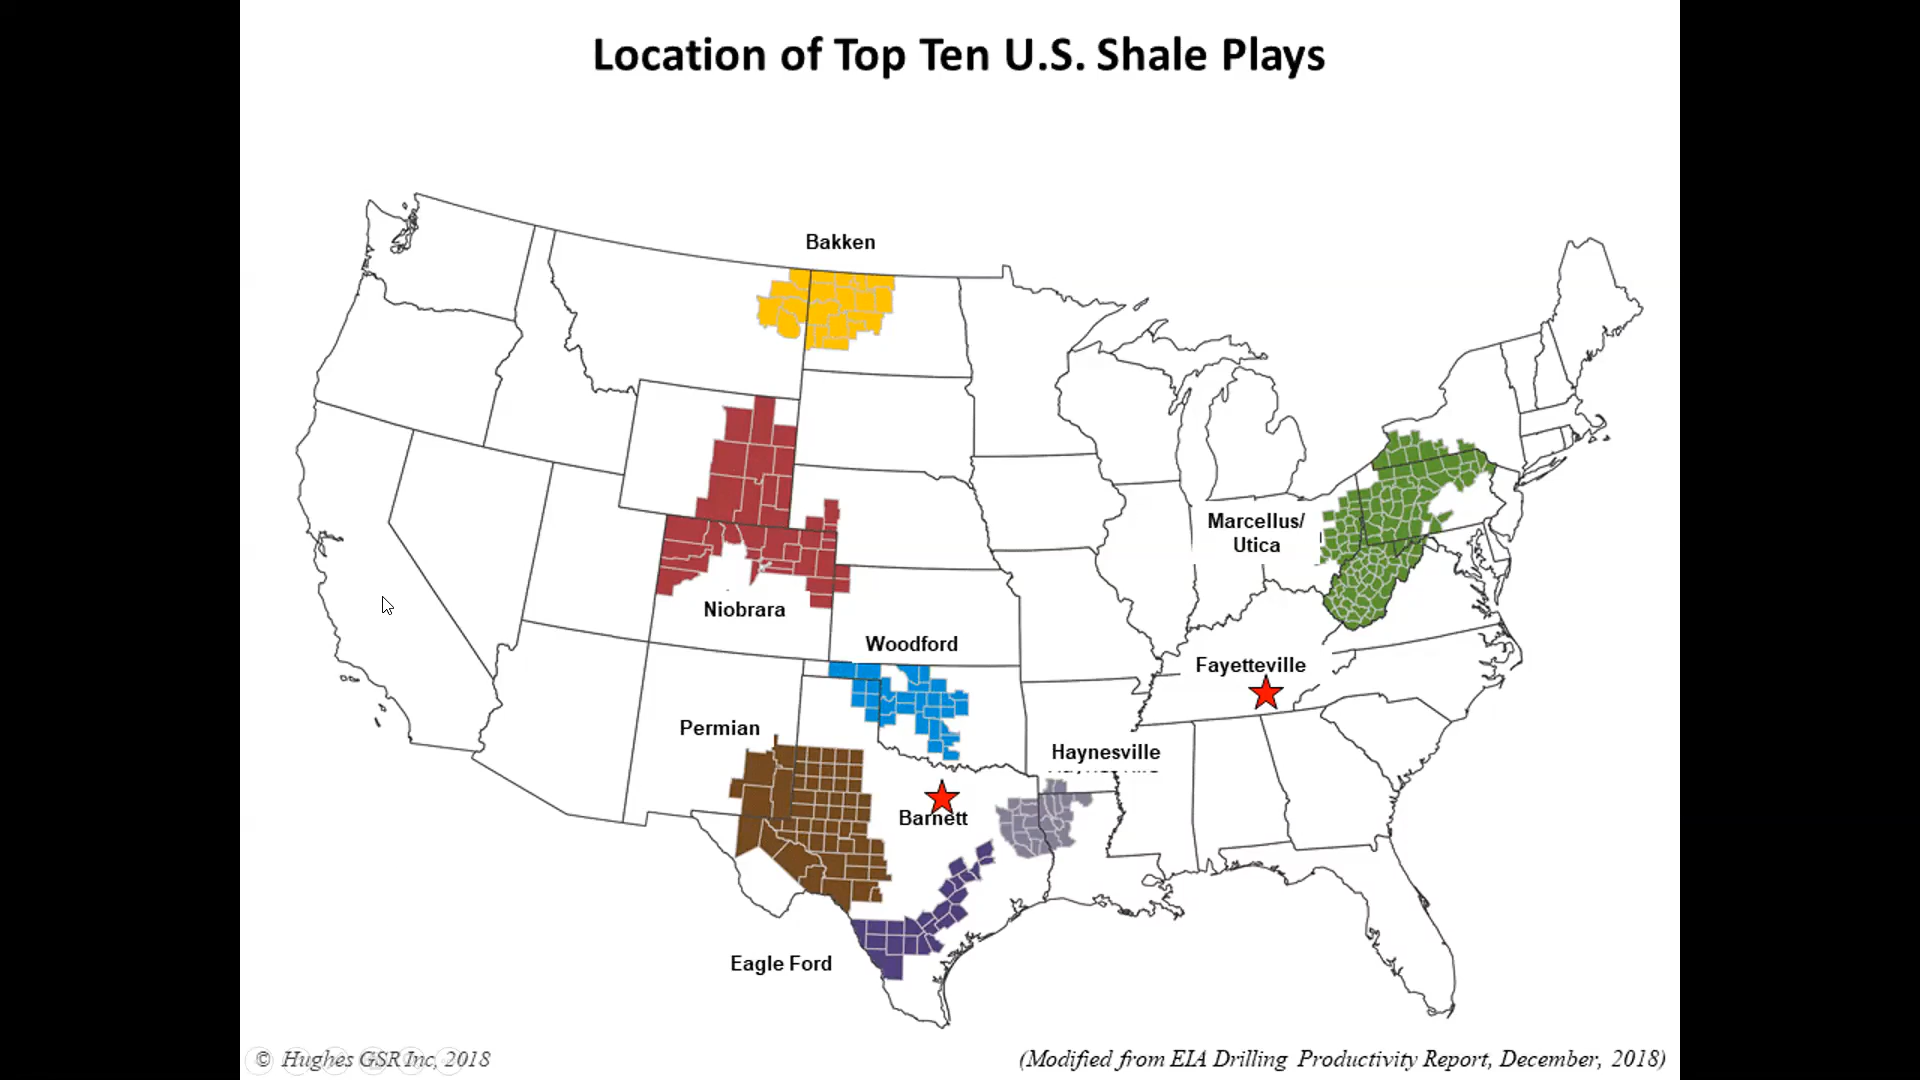 Location of Top Ten U.S. Shale Plays
Bakken
Marcellus/
Utica
Niobrara
Woodford
Fayetteville
Permian
Haynesville
Barnett
Eagle Ford
© Hughes GSR Inc, 2018
(Modified from EIA Drilling Productivity Report, December, 2018)